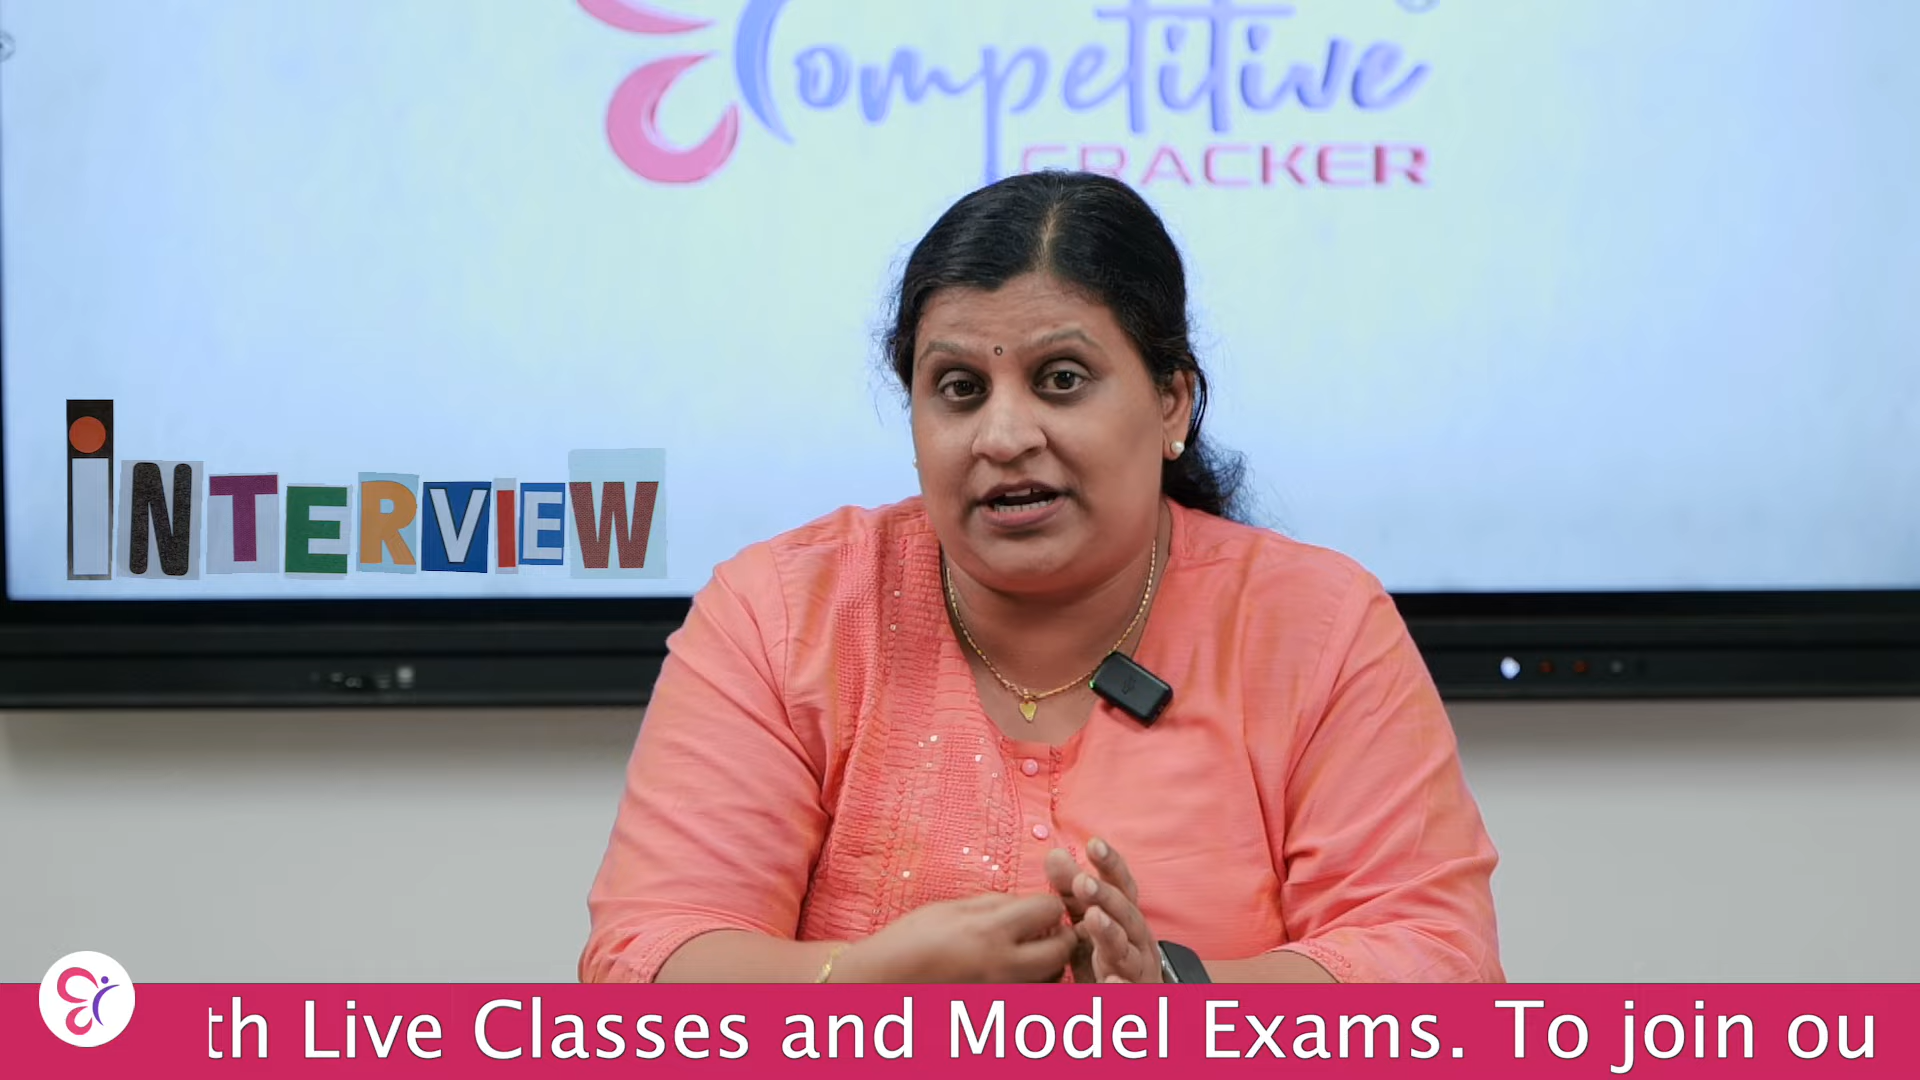 Competitive
CRACKER
iNTERVIEW
th Live Classes and Model Exams. To join ou